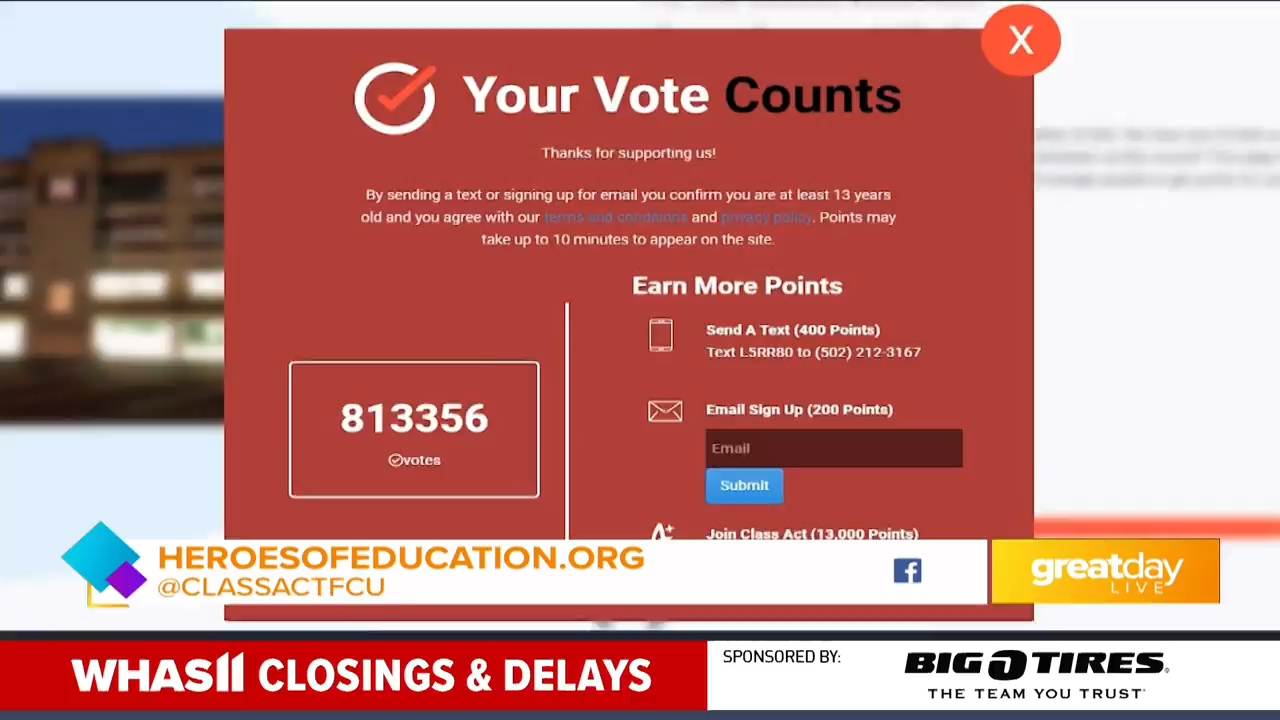 X
Your Vote Counts
Thanks for supporting us!
By sending a text or signing up for email you confirm you are at least 13 years
old and you agree with our terms and conditions and privacy policy. Points may
take up to 10 minutes to appear on the site.
Earn More Points
Send A Text (400 Points)
Text L5RR80 to (502) 212-3167
813356
votes
Email Sign Up (200 Points)
Email
Submit
Join Class Act (13,000 Points)
HEROESOFEDUCATION.ORG
@CLASSACTFCU
greatday
LIVE
WHAS11 CLOSINGS & DELAYS
SPONSORED BY:
BIG O TIRES
THE TEAM YOU TRUST